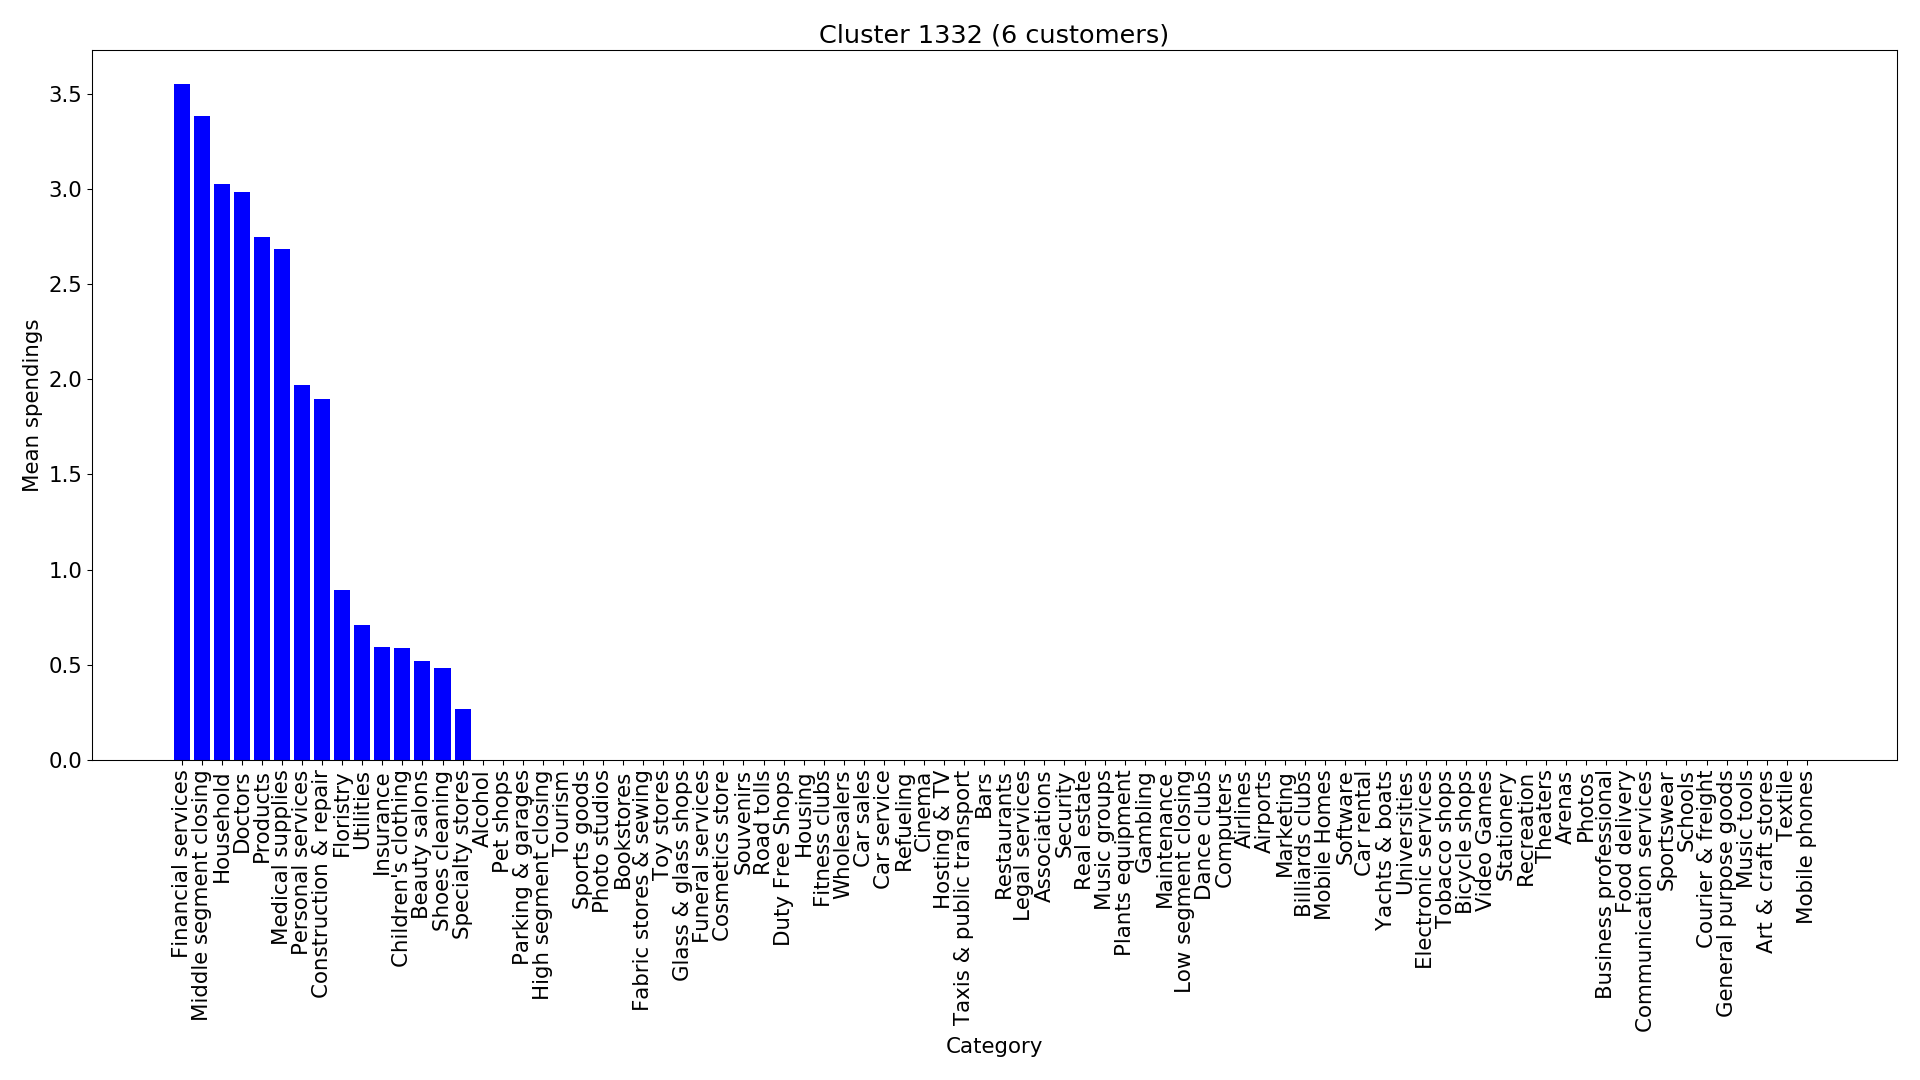 Cluster 1332 (6 customers)
Mean spendings
3.5
3.0
2.5
2.0
1.5
1.0
0.5
0.0
Financial services
Middle segment closing
Household
Doctors
Products
Medical supplies
Personal services
Construction & repair
Floristry
Utilities
Insurance
Children's clothing
Beauty salons
Shoes cleaning
Specialty stores
Alcohol
Pet shops
Parking & garages
High segment closing
Tourism
Sports goods
Photo studios
Bookstores
Fabric stores & sewing
Toy stores
Glass & glass shops
Funeral services
Cosmetics store
Souvenirs
Road tolls
Duty Free Shops
Housing
Fitness clubs
Wholesalers
Car sales
Car service
Refueling
Cinema
Hosting & TV
Taxis & public transport
Bars
Restaurants
Legal services
Associations
Security
Real estate
Music groups
Plants equipment
Gambling
Maintenance
Low segment closing
Dance clubs
Computers
Airlines
Airports
Marketing
Billiards clubs
Mobile Homes
Software
Car rental
Yachts & boats
Universities
Electronic services
Tobacco shops
Bicycle shops
Video Games
Stationery
Recreation
Theaters
Arenas
Photos
Business professional
Food delivery
Communication services
Sportswear
Schools
Courier & freight
General purpose goods
Music tools
Art & craft stores
Textile
Mobile phones
Category